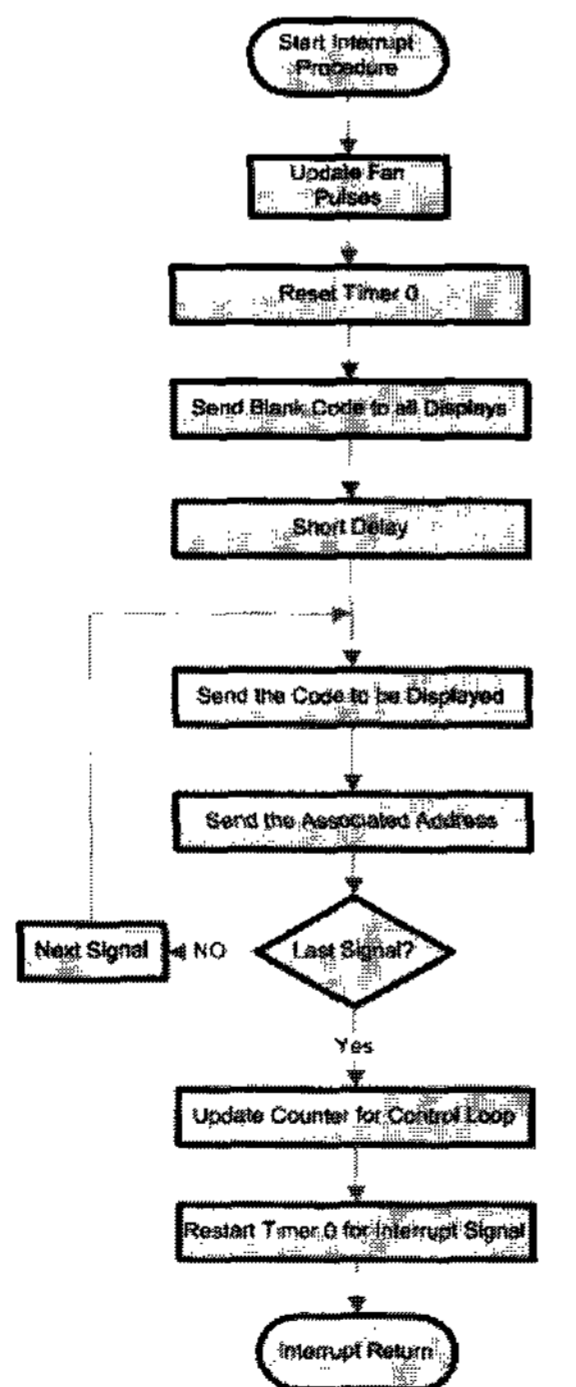 Start Interrupt
Procedure
Update Fan
Pulses
Reset Timer 0
Send Blank Code to all Displays
Short Delay
Send the Code to be Displayed
Send the Associated Address
Last Signal?
NO
Next Signal
Yes
Update Counter for Control Loop
Restart Timer 0 for Interrupt Signal
Interrupt Return